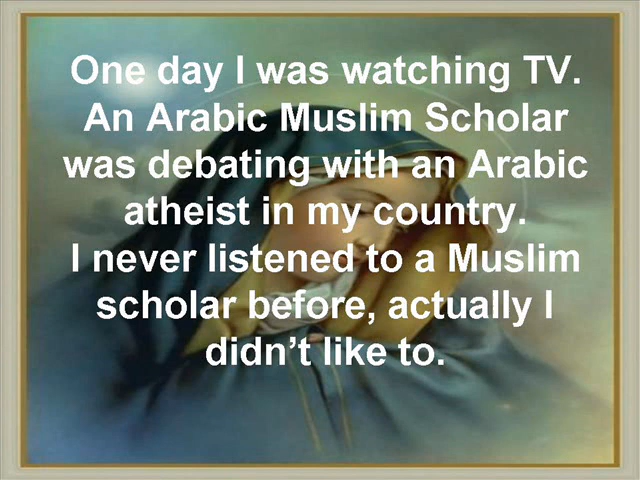 One day I was watching TV.
An Arabic Muslim Scholar
was debating with an Arabic
atheist in my country.
I never listened to a Muslim
scholar before, actually I
didn’t like to.